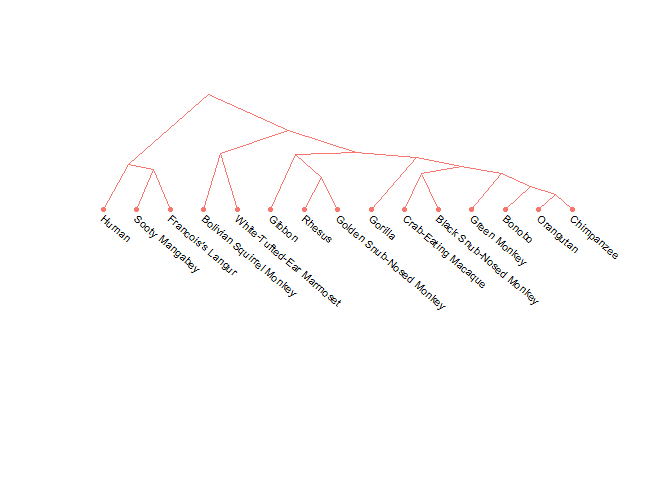 Human
Sooty Mangabey
Francois's Langur
Bolivian Squirrel Monkey
White-Tufted-Ear Marmoset
Gibbon
Rhesus
Golden Snub-Nosed Monkey
Gorilla
Crab-Eating Macaque
Black Snub-Nosed Monkey
Green Monkey
Bonobo
Orangutan
Chimpanzee